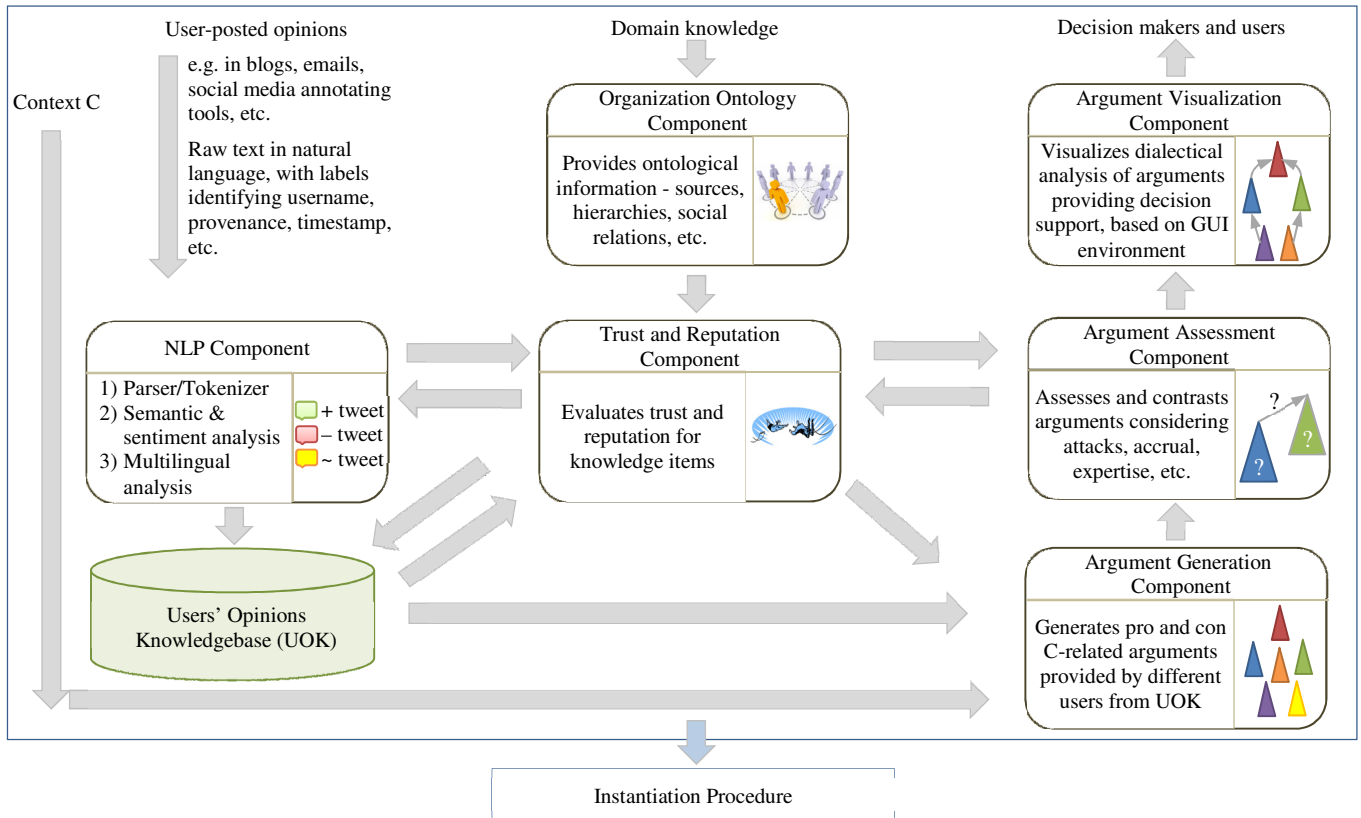 User-posted opinions
e.g. in blogs, emails,
social media annotating
tools, etc.
Raw text in natural
language, with labels
identifying username,
provenance, timestamp,
etc.
Context C
Domain knowledge
Organization Ontology
Component
Provides ontological
information - sources,
hierarchies, social
relations, etc.
Decision makers and users
Argument Visualization
Component
Visualizes dialectical
analysis of arguments
providing decision
support, based on GUI
environment
NLP Component
1) Parser/Tokenizer
2) Semantic &
sentiment analysis
3) Multilingual
analysis
+ tweet
– tweet
~ tweet
Trust and Reputation
Component
Evaluates trust and
reputation for
knowledge items
Argument Assessment
Component
Assesses and contrasts
arguments considering
attacks, accrual,
expertise, etc.
?
?
?
Users’ Opinions
Knowledgebase (UOK)
Argument Generation
Component
Generates pro and con
C-related arguments
provided by different
users from UOK
Instantiation Procedure